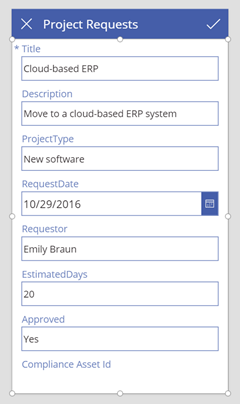 Project Requests
* Title
Cloud-based ERP
Description
Move to a cloud-based ERP system
ProjectType
New software
RequestDate
10/29/2016
Requestor
Emily Braun
EstimatedDays
20
Approved
Yes
Compliance Asset Id